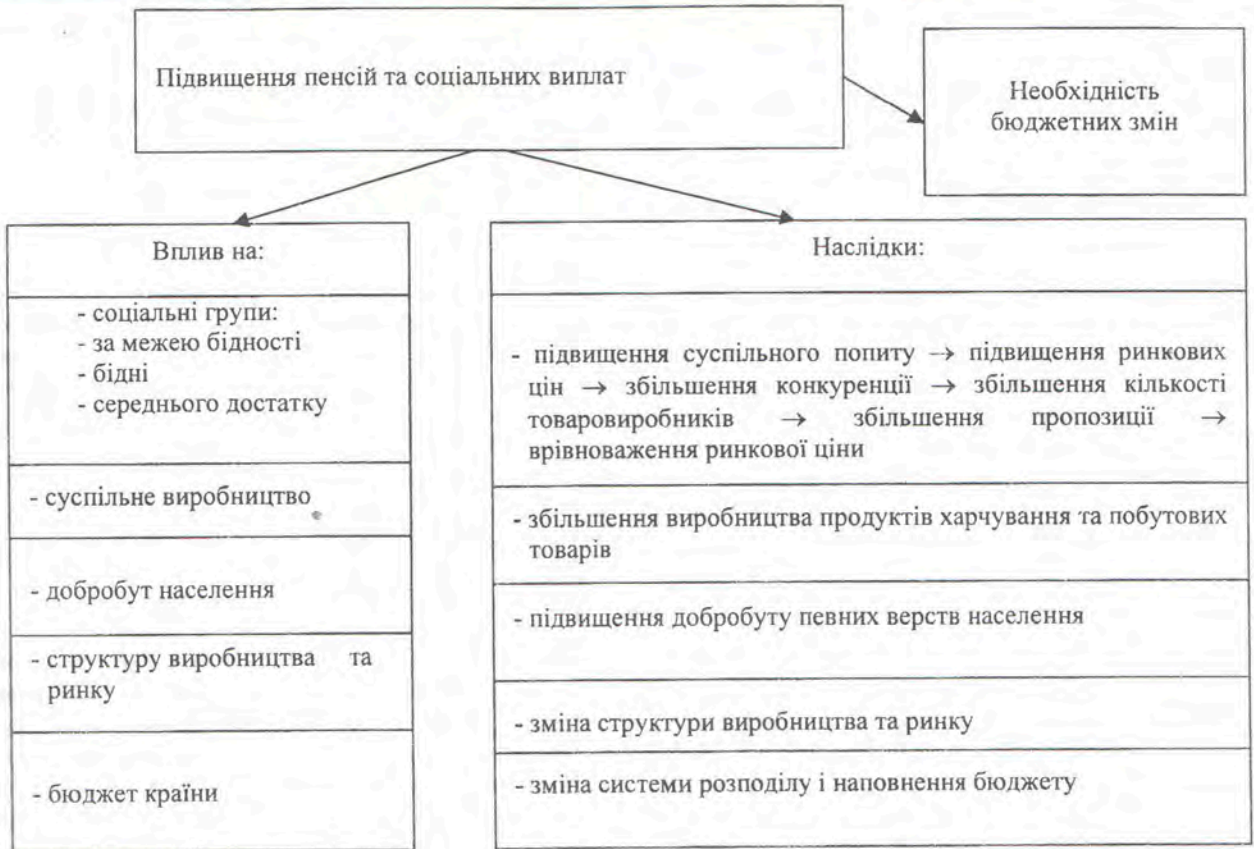 Підвищення пенсій та соціальних виплат
Необхідність
бюджетних змін
Вплив на:
- соціальні групи:
- за межею бідності
- бідні
- середнього достатку
- суспільне виробництво
- добробут населення
- структуру виробництва та
ринку
- бюджет країни
Наслідки:
- підвищення суспільного попиту → підвищення ринкових
цін → збільшення конкуренції → збільшення кількості
товаровиробників → збільшення пропозиції →
врівноваження ринкової ціни
- збільшення виробництва продуктів харчування та побутових
товарів
- підвищення добробуту певних верств населення
- зміна структури виробництва та ринку
- зміна системи розподілу і наповнення бюджету